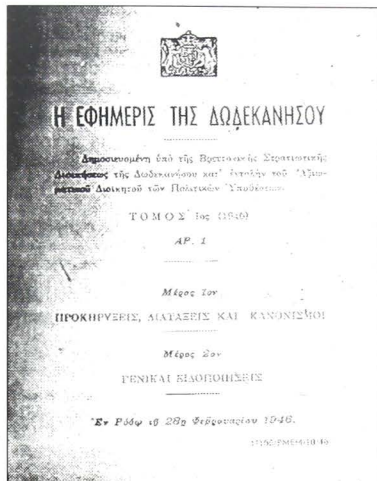 Η ΕΦΗΜΕΡΙΣ ΤΗΣ ΔΩΔΕΚΑΝΗΣΟΥ
Δημοσιευομένη ὑπὸ τῆς Βρεττανικῆς Στρατιωτικῆς
Διοικήσεως τῆς Δωδεκανήσου κατ' ἐντολὴν τοῦ Ἀξιω-
ματικοῦ Διοικητοῦ τῶν Πολιτικῶν Ὑποθέσεων
ΤΟΜΟΣ 1ος (1946)
ΑΡ. 1
Μέρος 1ον
ΠΡΟΚΗΡΥΞΕΙΣ, ΔΙΑΤΑΞΕΙΣ ΚΑΙ ΚΑΝΟΝΙΣΜΟΙ
Μέρος 2ον
ΓΕΝΙΚΑΙ ΕΙΔΟΠΟΙΗΣΕΙΣ
Ἐν Ρόδῳ τῇ 28ῃ Φεβρουαρίου 1946.